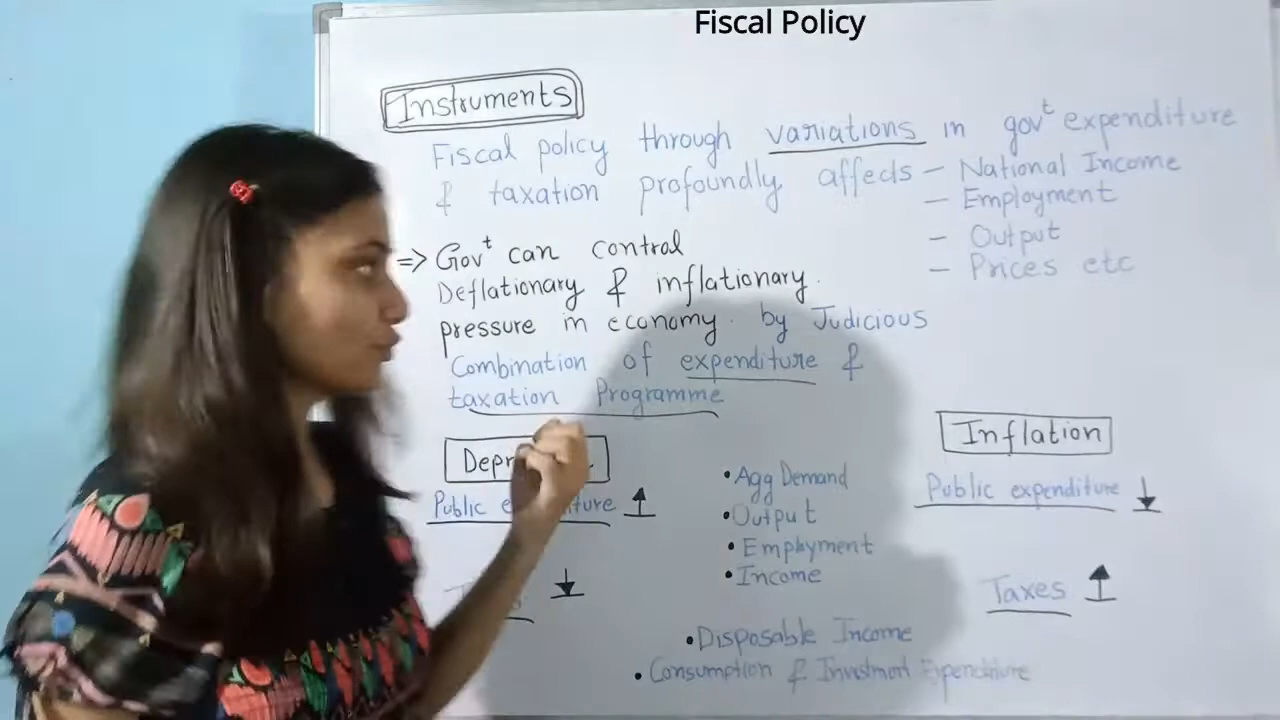 Fiscal Policy
Instruments
Fiscal policy through variations in govt expenditure
& taxation profoundly affects - National Income
- Employment
- Output
- Prices etc
=> Govt can control
Deflationary & inflationary
pressure in economy. by Judicious
Combination of expenditure &
taxation Programme
Inflation
Public expenditure ↓
Public ↑
• Agg Demand
• Output
• Employment
• Income
↓
Taxes ↑
• Disposable Income
• Consumption & Investment Expenditure